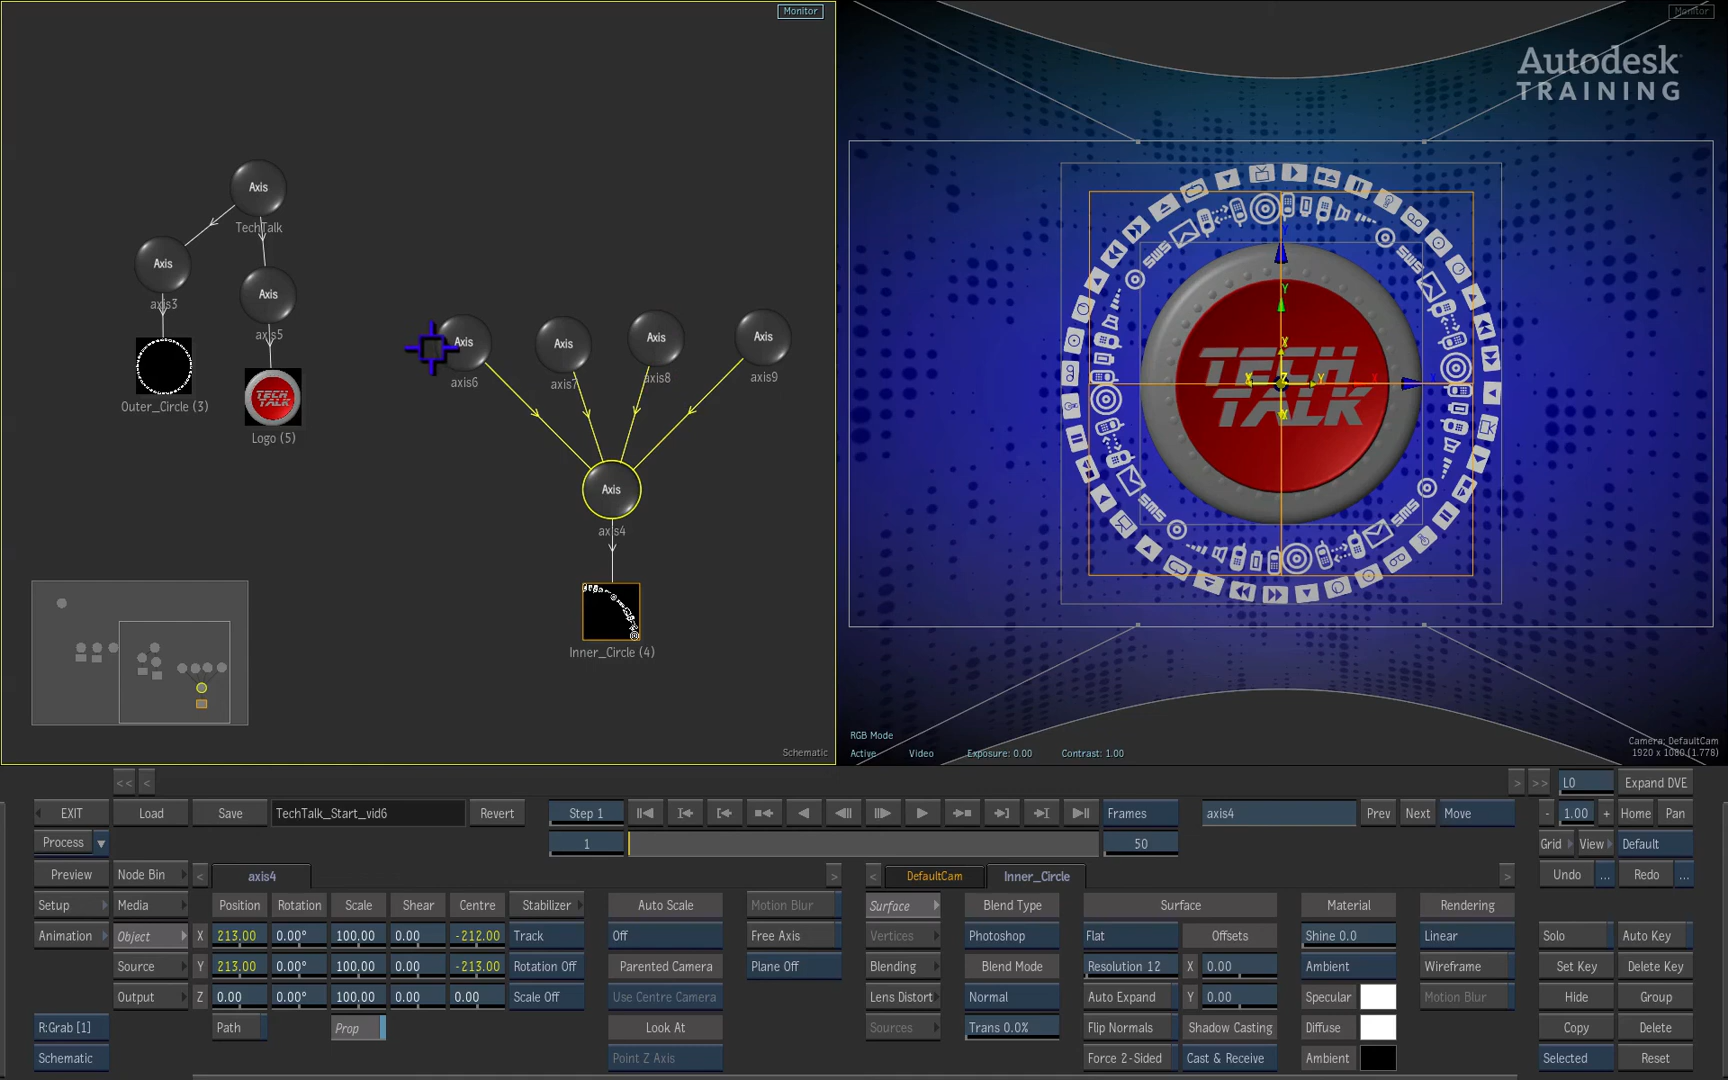 Monitor
Monitor
Autodesk
TRAINING
Axis
TechTalk
Axis
axis3
Axis
axis5
Outer_Circle (3)
TECH
TALK
Logo (5)
Axis
axis6
Axis
axis7
Axis
axis8
Axis
axis9
Axis
axis4
Inner_Circle (4)
Schematic
SMS
SMS
SMS
SMS
TECH
TALK
X
Y
RGB Mode
Active Video Exposure: 0.00 Contrast: 1.00
Camera: DefaultCam
1920 x 1080 (1.778)
<< < > >> L0 Expand DVE
EXIT Load Save TechTalk_Start_vid6 Revert Step 1 Frames axis4 Prev Next Move - 1.00 + Home Pan
Process 1 50 Grid View Default
Preview Node Bin < axis4 > < DefaultCam Inner_Circle > Undo ... Redo ...
Setup Media Position Rotation Scale Shear Centre Stabilizer Auto Scale Motion Blur Surface Blend Type Surface Material Rendering
Animation Object X 213.00 0.00° 100.00 0.00 -212.00 Track Off Free Axis Vertices Photoshop Flat Offsets Shine 0.0 Linear Solo Auto Key
Source Y 213.00 0.00° 100.00 0.00 -213.00 Rotation Off Parented Camera Plane Off Blending Blend Mode Resolution 12 X 0.00 Ambient Wireframe Set Key Delete Key
Output Z 0.00 0.00° 100.00 0.00 0.00 Scale Off Use Centre Camera Lens Distort Normal Auto Expand Y 0.00 Specular Motion Blur Hide Group
R:Grab [1] Path Prop Look At Sources Trans 0.0% Flip Normals Shadow Casting Diffuse Copy Delete
Schematic Point Z Axis Force 2-Sided Cast & Receive Ambient Selected Reset